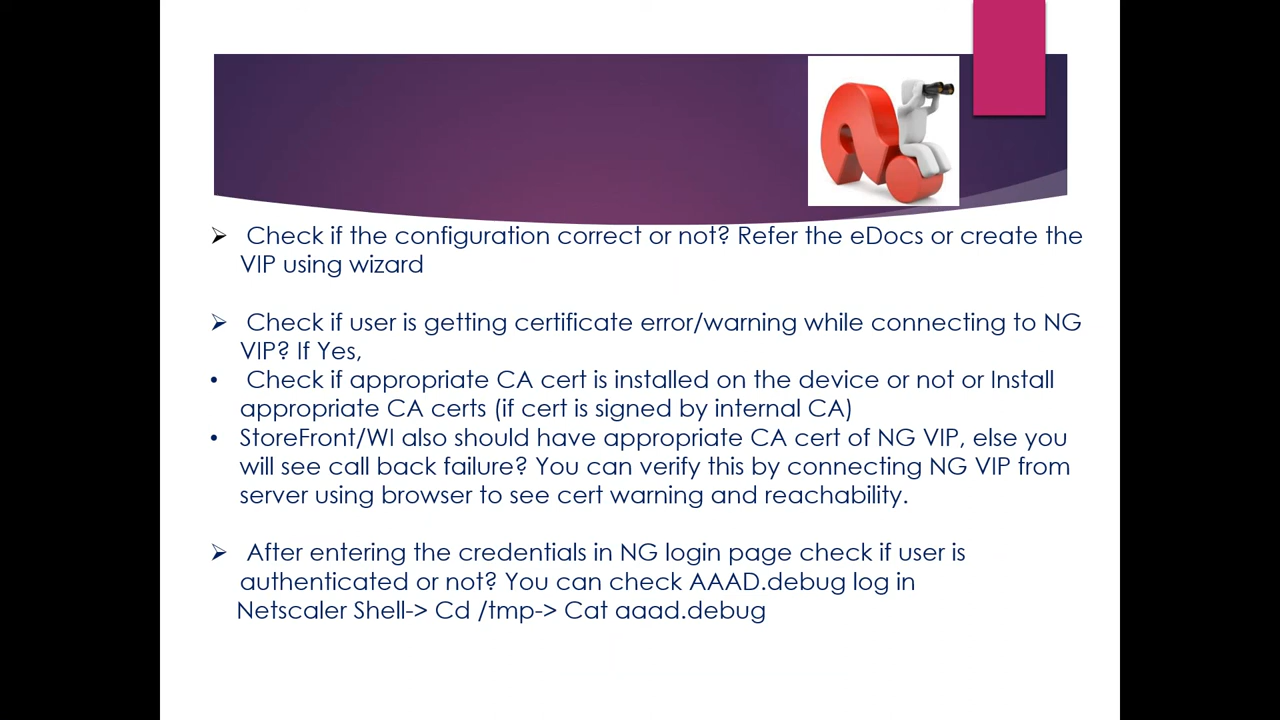 ➢ Check if the configuration correct or not? Refer the eDocs or create the
VIP using wizard
➢ Check if user is getting certificate error/warning while connecting to NG
VIP? If Yes,
• Check if appropriate CA cert is installed on the device or not or Install
appropriate CA certs (if cert is signed by internal CA)
• StoreFront/WI also should have appropriate CA cert of NG VIP, else you
will see call back failure? You can verify this by connecting NG VIP from
server using browser to see cert warning and reachability.
➢ After entering the credentials in NG login page check if user is
authenticated or not? You can check AAAD.debug log in
Netscaler Shell-> Cd /tmp-> Cat aaad.debug